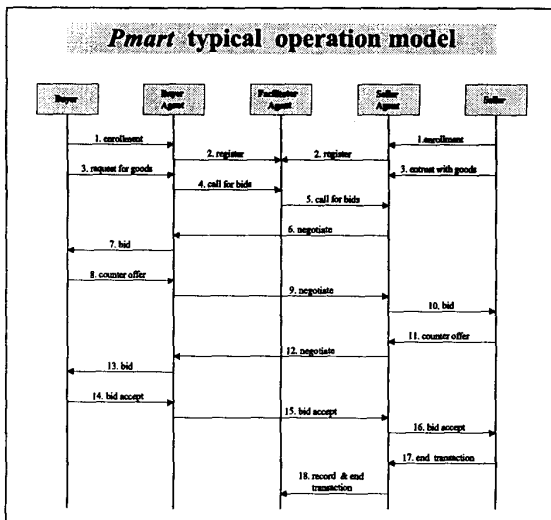 Pmart typical operation model
Buyer
Buyer Agent
Facilitator Agent
Seller Agent
Seller
1. enrollment
1.enrollment
2. register
2. register
3. request for goods
3. entrust with goods
4. call for bids
5. call for bids
6. negotiate
7. bid
8. counter offer
9. negotiate
10. bid
11. counter offer
12. negotiate
13. bid
14. bid accept
15. bid accept
16. bid accept
17. end transaction
18. record & end
transaction